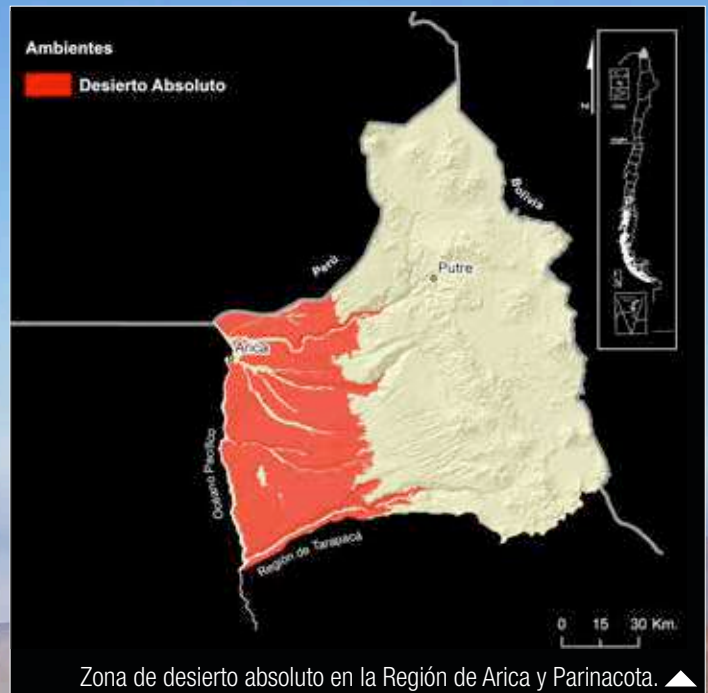 Ambientes
Desierto Absoluto
N
Bolivia
Perú
Putre
Arica
Océano Pacífico
Región de Tarapacá
0 15 30 Km.
Zona de desierto absoluto en la Región de Arica y Parinacota.